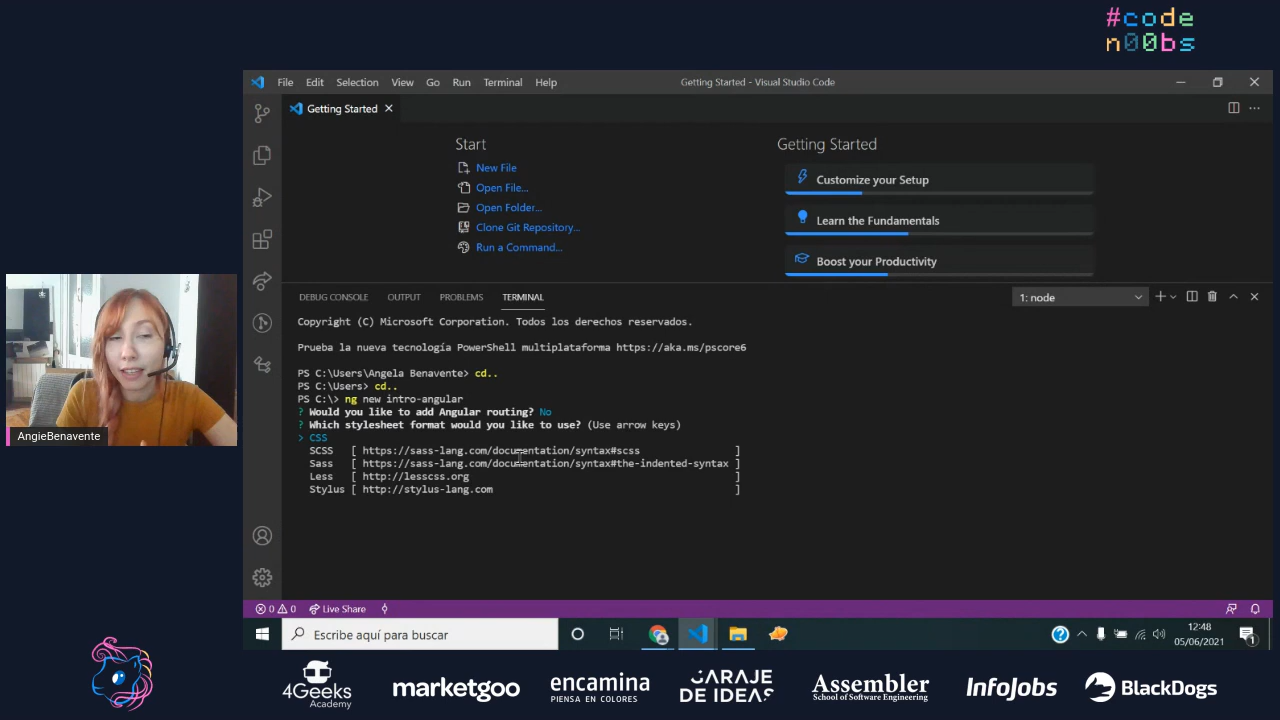 #code
n00bs
File Edit Selection View Go Run Terminal Help
Getting Started - Visual Studio Code
Getting Started
Start
New File
Open File...
Open Folder...
Clone Git Repository...
Run a Command...
Getting Started
Customize your Setup
Learn the Fundamentals
Boost your Productivity
DEBUG CONSOLE OUTPUT PROBLEMS TERMINAL
1: node
Copyright (C) Microsoft Corporation. Todos los derechos reservados.
Prueba la nueva tecnología PowerShell multiplataforma https://aka.ms/pscore6
PS C:\Users\Angela Benavente> cd..
PS C:\Users> cd..
PS C:\> ng new intro-angular
? Would you like to add Angular routing? No
? Which stylesheet format would you like to use? (Use arrow keys)
> CSS
SCSS [ https://sass-lang.com/documentation/syntax#scss ]
Sass [ https://sass-lang.com/documentation/syntax#the-indented-syntax ]
Less [ http://lesscss.org ]
Stylus [ http://stylus-lang.com ]
AngieBenavente
0 0 Live Share
Escribe aquí para buscar
12:48
05/06/2021
1
4Geeks
Academy
marketgoo
encamina
PIENSA EN COLORES
GARAJE
DE IDEAS
Assembler
School of Software Engineering
InfoJobs
BlackDogs